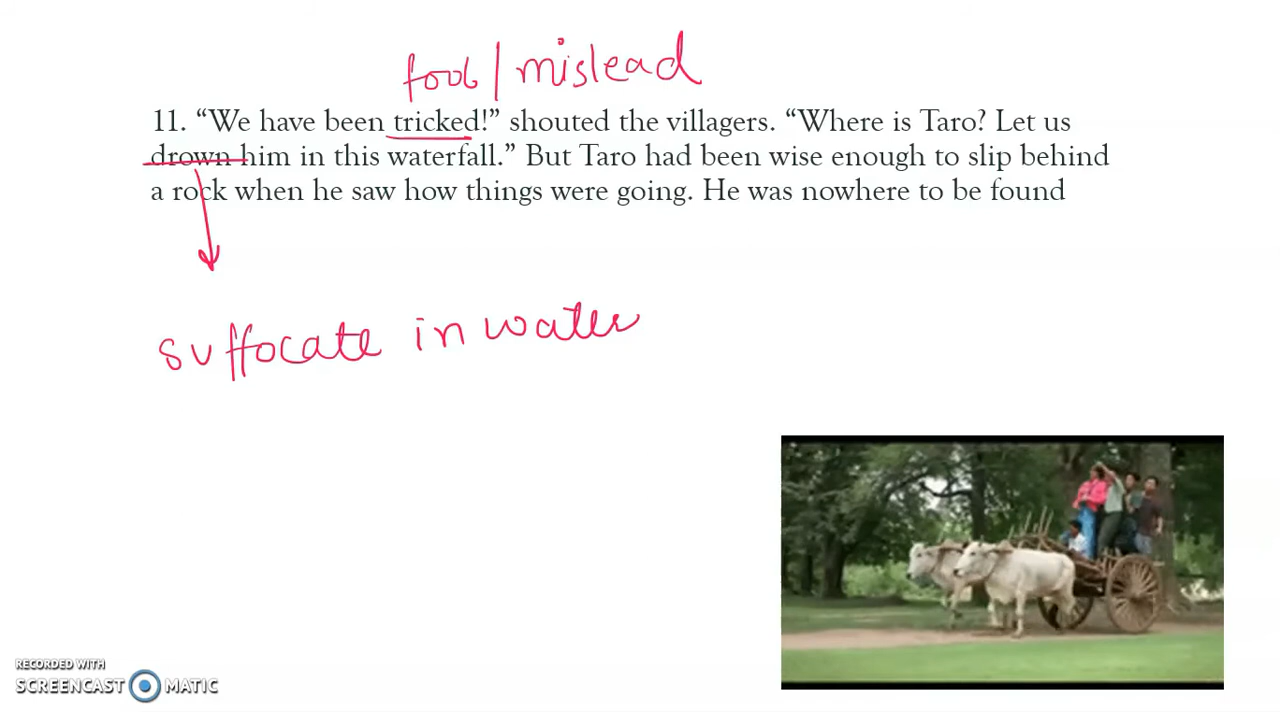 fool/mislead
11. “We have been tricked!” shouted the villagers. “Where is Taro? Let us
drown him in this waterfall.” But Taro had been wise enough to slip behind
a rock when he saw how things were going. He was nowhere to be found
suffocate in water
RECORDED WITH
SCREENCAST MATIC